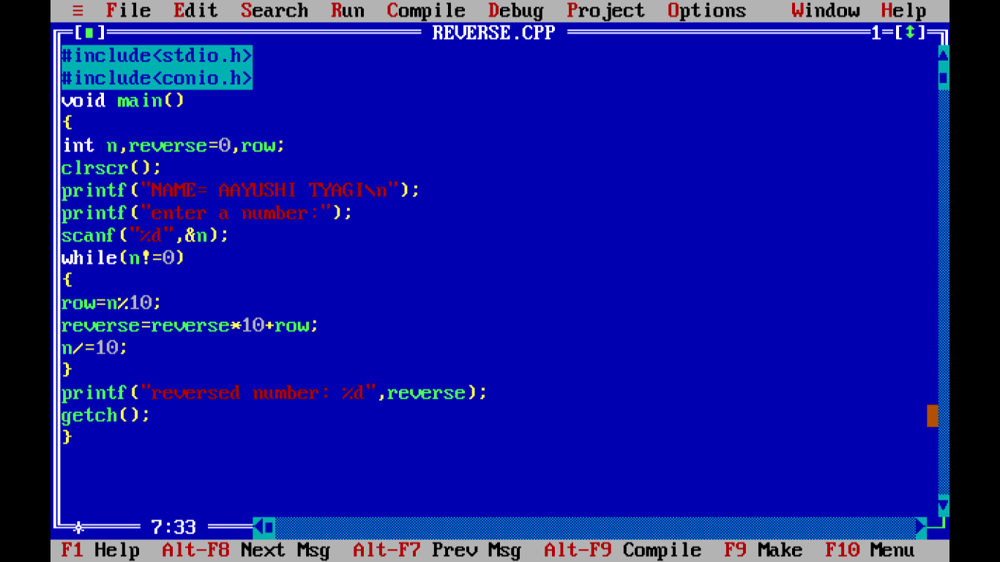 ≡ File Edit Search Run Compile Debug Project Options Window Help
[■] REVERSE.CPP 1=[↕]
#include<stdio.h>
#include<conio.h>
void main()
{
int n,reverse=0,row;
clrscr();
printf("NAME= AAYUSHI TYAGI\n");
printf("enter a number:");
scanf("%d",&n);
while(n!=0)
{
row=n%10;
reverse=reverse*10+row;
n/=10;
}
printf("reversed number: %d",reverse);
getch();
}
7:33
F1 Help Alt-F8 Next Msg Alt-F7 Prev Msg Alt-F9 Compile F9 Make F10 Menu